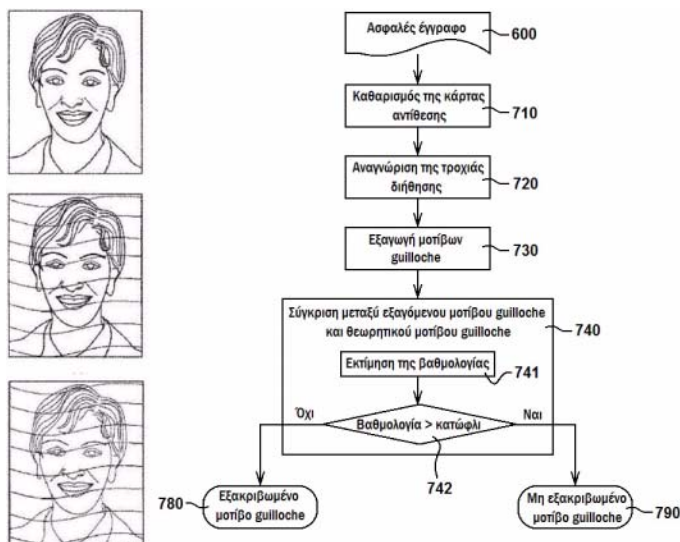 Ασφαλές έγγραφο
600
Καθαρισμός της κάρτας
αντίθεσης
710
Αναγνώριση της τροχιάς
διήθησης
720
Εξαγωγή μοτίβων
guilloche
730
Σύγκριση μεταξύ εξαγόμενου μοτίβου guilloche
και θεωρητικού μοτίβου guilloche
740
Εκτίμηση της βαθμολογίας
741
Όχι
Βαθμολογία > κατώφλι
Ναι
742
780
Εξακριβωμένο
μοτίβο guilloche
Μη εξακριβωμένο
μοτίβο guilloche
790